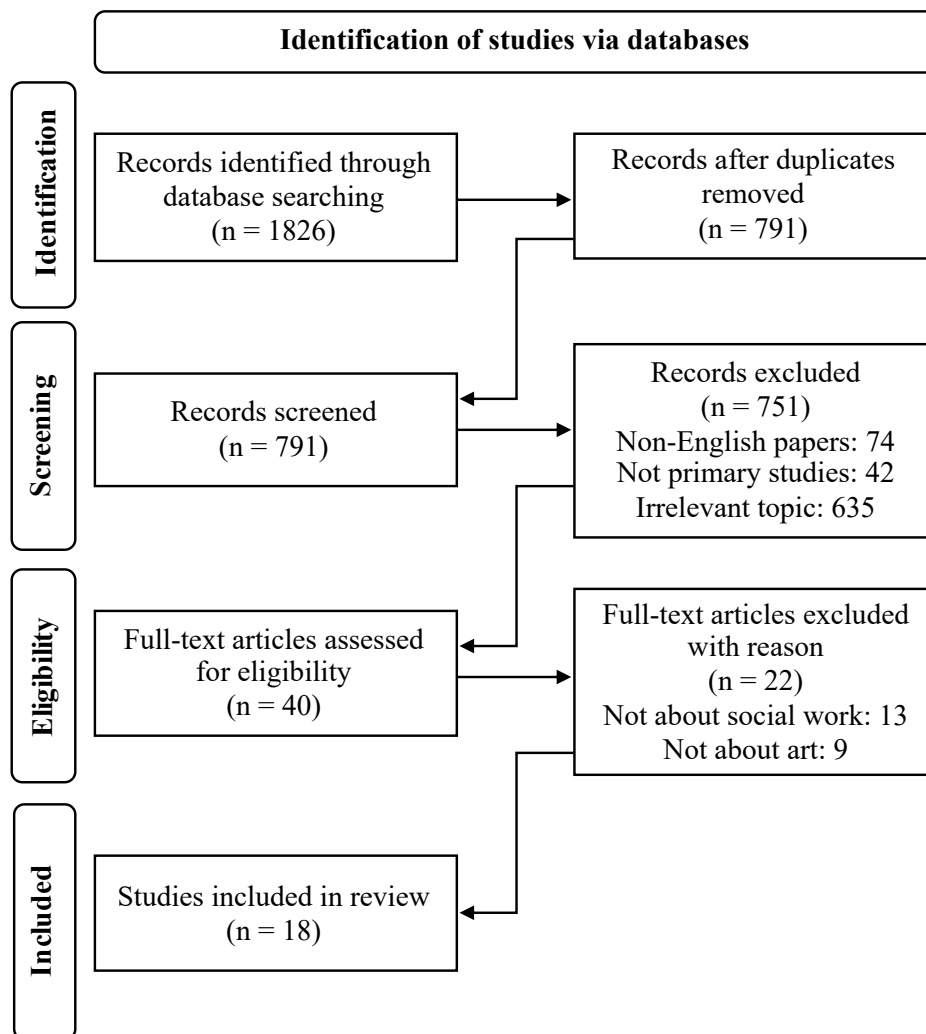 Identification of studies via databases
Identification
Records identified through
database searching
(n = 1826)
Records after duplicates
removed
(n = 791)
Screening
Records screened
(n = 791)
Records excluded
(n = 751)
Non-English papers: 74
Not primary studies: 42
Irrelevant topic: 635
Eligibility
Full-text articles assessed
for eligibility
(n = 40)
Full-text articles excluded
with reason
(n = 22)
Not about social work: 13
Not about art: 9
Included
Studies included in review
(n = 18)